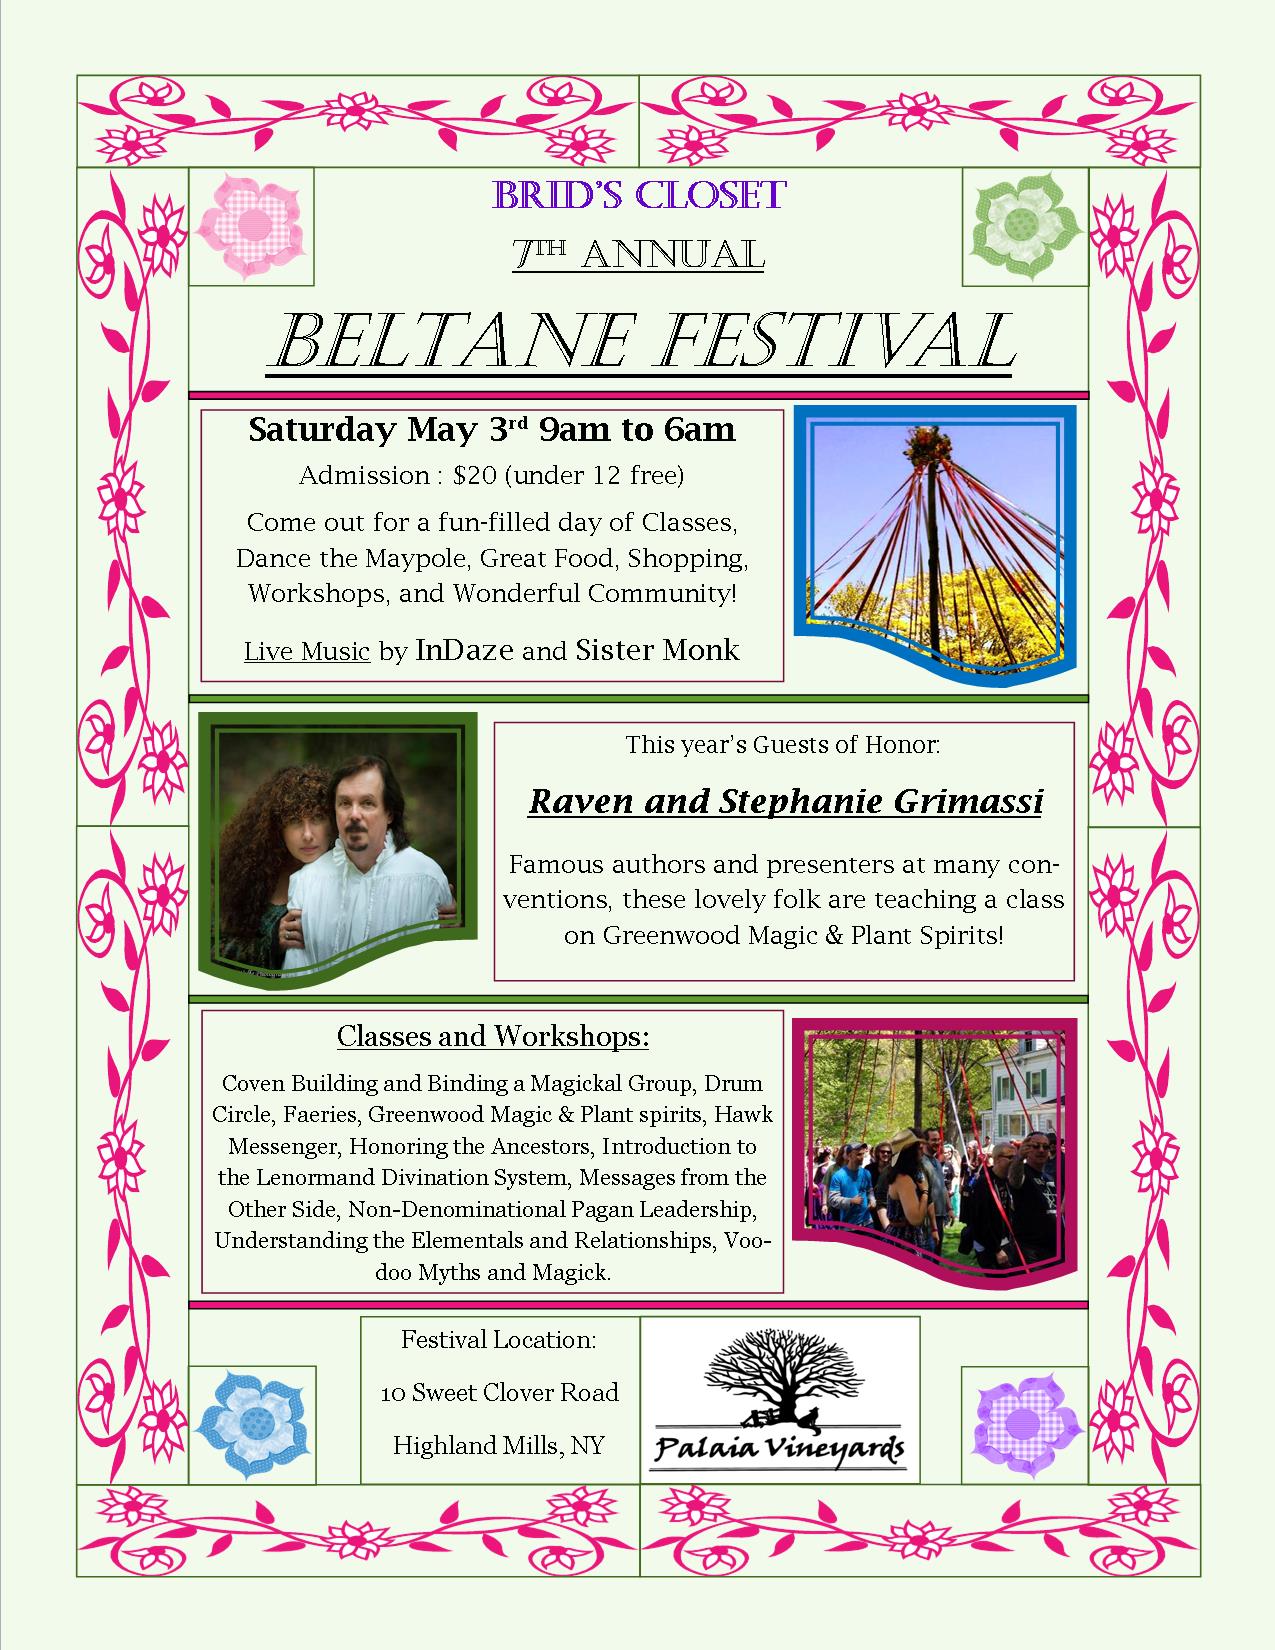 BRID'S CLOSET
7TH ANNUAL
BELTANE FESTIVAL
Saturday May 3rd 9am to 6am
Admission : $20 (under 12 free)
Come out for a fun-filled day of Classes,
Dance the Maypole, Great Food, Shopping,
Workshops, and Wonderful Community!
Live Music by InDaze and Sister Monk
This year's Guests of Honor:
Raven and Stephanie Grimassi
Famous authors and presenters at many con-
ventions, these lovely folk are teaching a class
on Greenwood Magic & Plant Spirits!
Classes and Workshops:
Coven Building and Binding a Magickal Group, Drum
Circle, Faeries, Greenwood Magic & Plant spirits, Hawk
Messenger, Honoring the Ancestors, Introduction to
the Lenormand Divination System, Messages from the
Other Side, Non-Denominational Pagan Leadership,
Understanding the Elementals and Relationships, Voo-
doo Myths and Magick.
Festival Location:
10 Sweet Clover Road
Highland Mills, NY
Palaia Vineyards